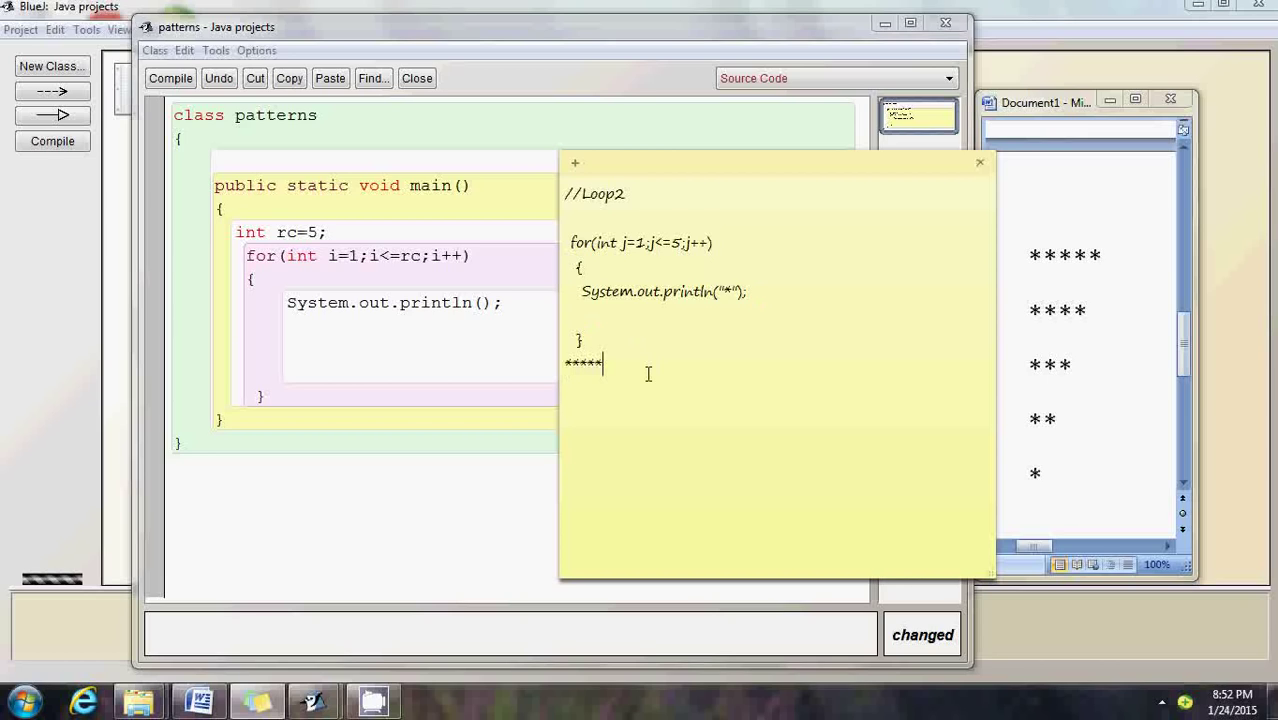 BlueJ: Java projects
Project Edit Tools View
New Class...
Compile
patterns - Java projects
Class Edit Tools Options
Compile Undo Cut Copy Paste Find... Close Source Code
class patterns
{
public static void main()
{
int rc=5;
for(int i=1;i<=rc;i++)
{
System.out.println();
}
}
}
changed
//Loop2
for(int j=1;j<=5;j++)
{
System.out.println("*");
}
*****
Document1 - Mi...
*****
****
***
**
*
100%
8:52 PM
1/24/2015